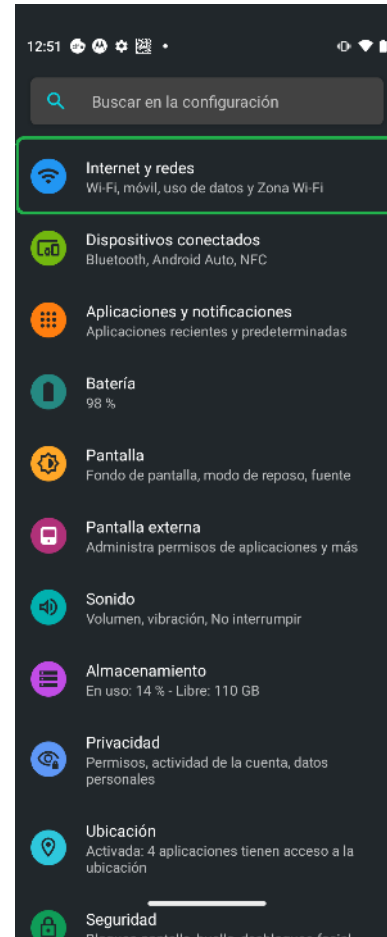 12:51
Buscar en la configuración
Internet y redes
Wi-Fi, móvil, uso de datos y Zona Wi-Fi
Dispositivos conectados
Bluetooth, Android Auto, NFC
Aplicaciones y notificaciones
Aplicaciones recientes y predeterminadas
Batería
98 %
Pantalla
Fondo de pantalla, modo de reposo, fuente
Pantalla externa
Administra permisos de aplicaciones y más
Sonido
Volumen, vibración, No interrumpir
Almacenamiento
En uso: 14 % - Libre: 110 GB
Privacidad
Permisos, actividad de la cuenta, datos
personales
Ubicación
Activada: 4 aplicaciones tienen acceso a la
ubicación
Seguridad